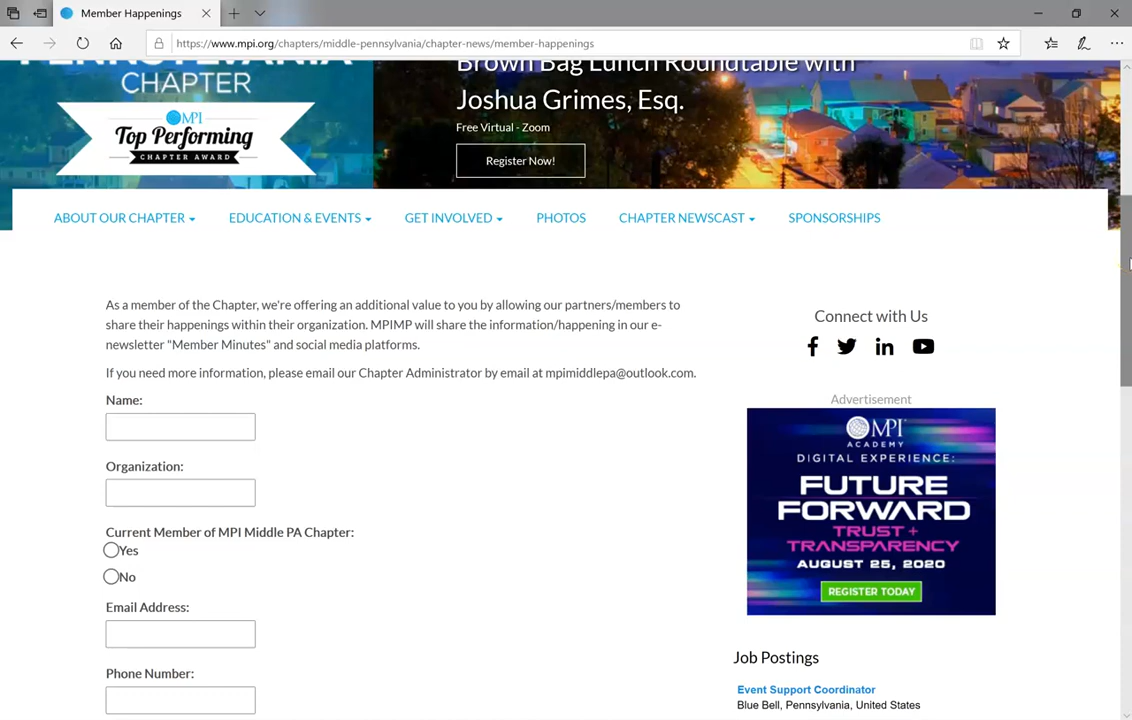 Member Happenings
https://www.mpi.org/chapters/middle-pennsylvania/chapter-news/member-happenings
PENNSYLVANIA
CHAPTER
MPI
Top Performing
CHAPTER AWARD
Brown Bag Lunch Roundtable with
Joshua Grimes, Esq.
Free Virtual - Zoom
Register Now!
ABOUT OUR CHAPTER
EDUCATION & EVENTS
GET INVOLVED
PHOTOS
CHAPTER NEWSCAST
SPONSORSHIPS
As a member of the Chapter, we're offering an additional value to you by allowing our partners/members to
share their happenings within their organization. MPIMP will share the information/happening in our e-
newsletter "Member Minutes" and social media platforms.
If you need more information, please email our Chapter Administrator by email at mpimiddlepa@outlook.com.
Name:
Organization:
Current Member of MPI Middle PA Chapter:
Yes
No
Email Address:
Phone Number:
Connect with Us
Advertisement
MPI
ACADEMY
DIGITAL EXPERIENCE:
FUTURE
FORWARD
TRUST +
TRANSPARENCY
AUGUST 25, 2020
REGISTER TODAY
Job Postings
Event Support Coordinator
Blue Bell, Pennsylvania, United States